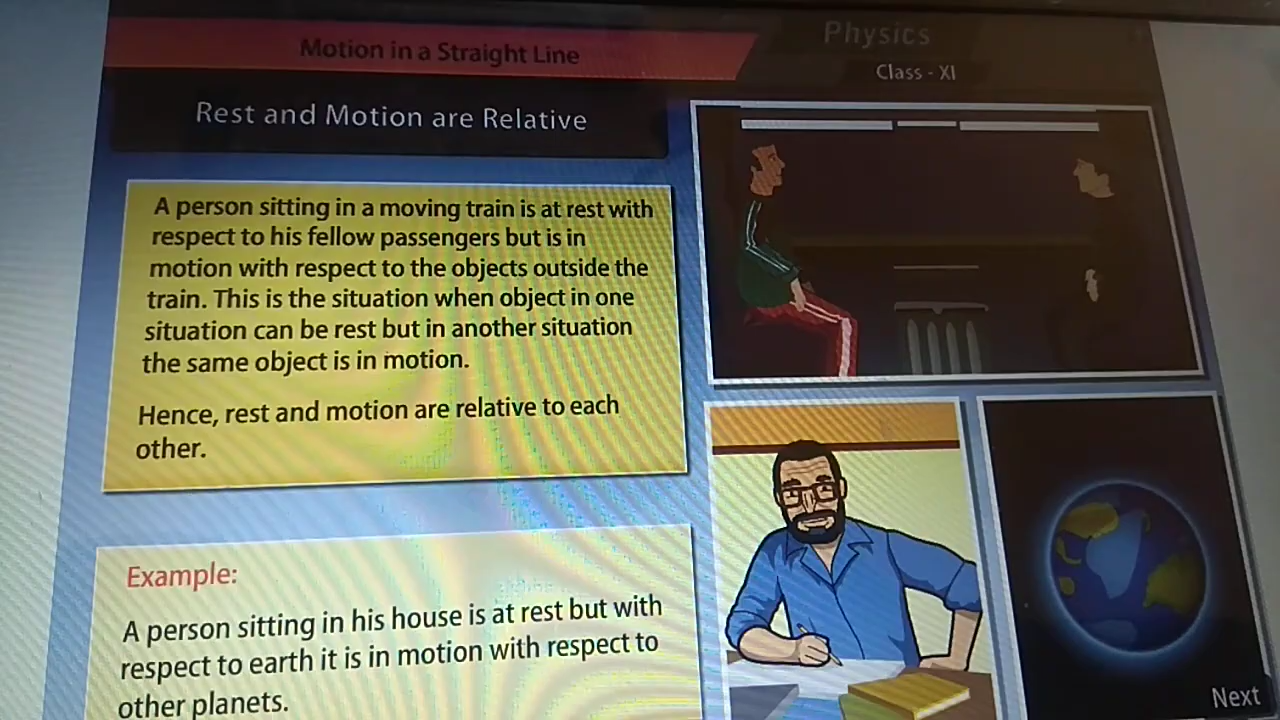 Motion in a Straight Line
Physics
Class - XI
Rest and Motion are Relative
A person sitting in a moving train is at rest with
respect to his fellow passengers but is in
motion with respect to the objects outside the
train. This is the situation when object in one
situation can be rest but in another situation
the same object is in motion.
Hence, rest and motion are relative to each
other.
Example:
A person sitting in his house is at rest but with
respect to earth it is in motion with respect to
other planets.
Next